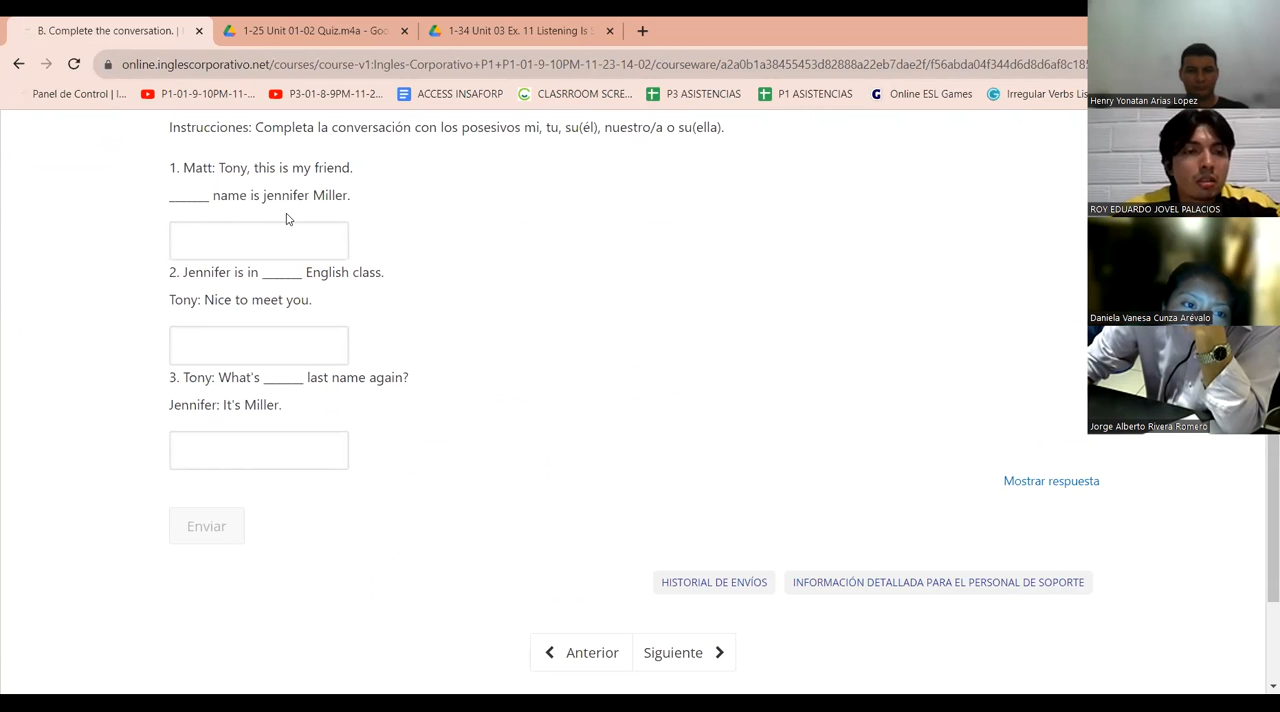 B. Complete the conversation. |
1-25 Unit 01-02 Quiz.m4a - Goo
1-34 Unit 03 Ex. 11 Listening Is S
online.inglescorporativo.net/courses/course-v1:Ingles-Corporativo+P1+P1-01-9-10PM-11-23-14-02/courseware/a2a0b1a38455453d82888a22eb7dae2f/f56abda04f344d6d8d6af8c185
Panel de Control | I...
P1-01-9-10PM-11-...
P3-01-8-9PM-11-2...
ACCESS INSAFORP
CLASRROOM SCRE...
P3 ASISTENCIAS
P1 ASISTENCIAS
Online ESL Games
Irregular Verbs Lis
Henry Yonatan Arias Lopez
Instrucciones: Completa la conversación con los posesivos mi, tu, su(él), nuestro/a o su(ella).
1. Matt: Tony, this is my friend.
______ name is jennifer Miller.
ROY EDUARDO JOVEL PALACIOS
2. Jennifer is in ______ English class.
Tony: Nice to meet you.
Daniela Vanesa Cunza Arévalo
3. Tony: What's ______ last name again?
Jennifer: It's Miller.
Jorge Alberto Rivera Romero
Mostrar respuesta
Enviar
HISTORIAL DE ENVÍOS
INFORMACIÓN DETALLADA PARA EL PERSONAL DE SOPORTE
Anterior
Siguiente